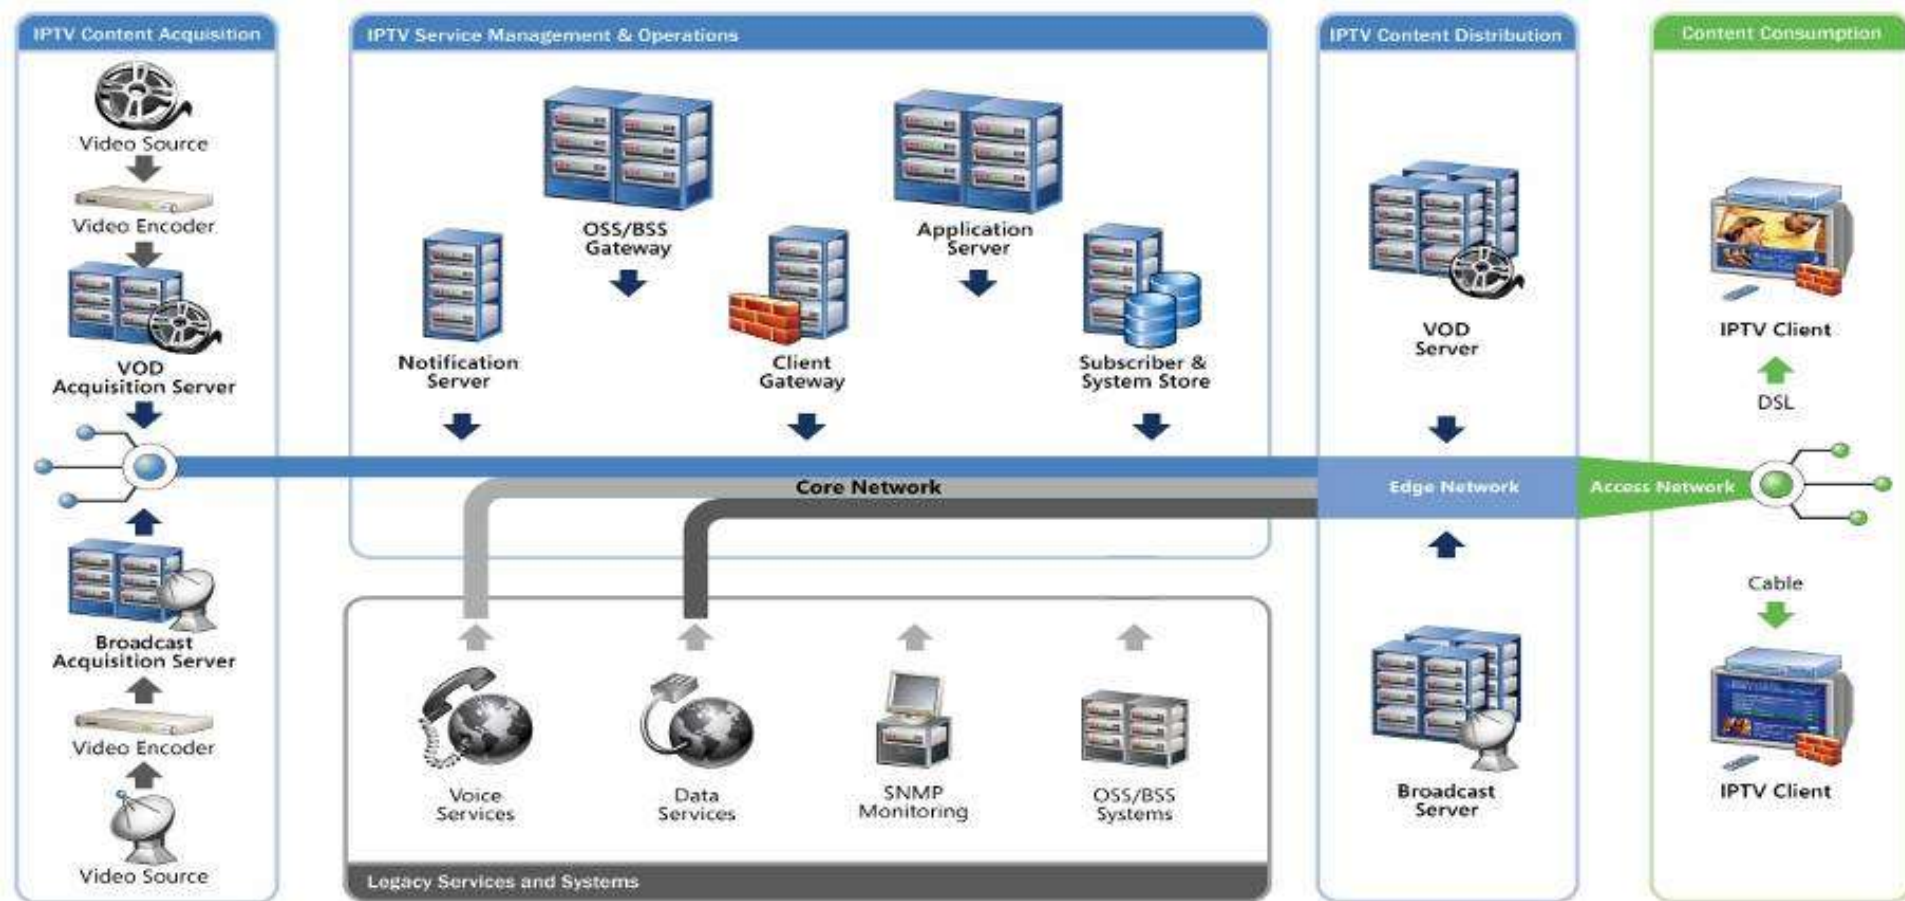 IPTV Content Acquisition
Video Source
Video Encoder
VOD
Acquisition Server
Broadcast
Acquisition Server
Video Encoder
Video Source
IPTV Service Management & Operations
OSS/BSS
Gateway
Application
Server
Notification
Server
Client
Gateway
Subscriber &
System Store
Core Network
Voice
Services
Data
Services
SNMP
Monitoring
OSS/BSS
Systems
Legacy Services and Systems
IPTV Content Distribution
VOD
Server
Edge Network
Broadcast
Server
Content Consumption
IPTV Client
DSL
Access Network
Cable
IPTV Client